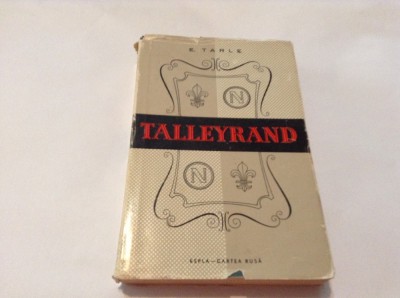 E. TARLE
N
TALLEYRAND
N
ESPLA — CARTEA RUSĂ